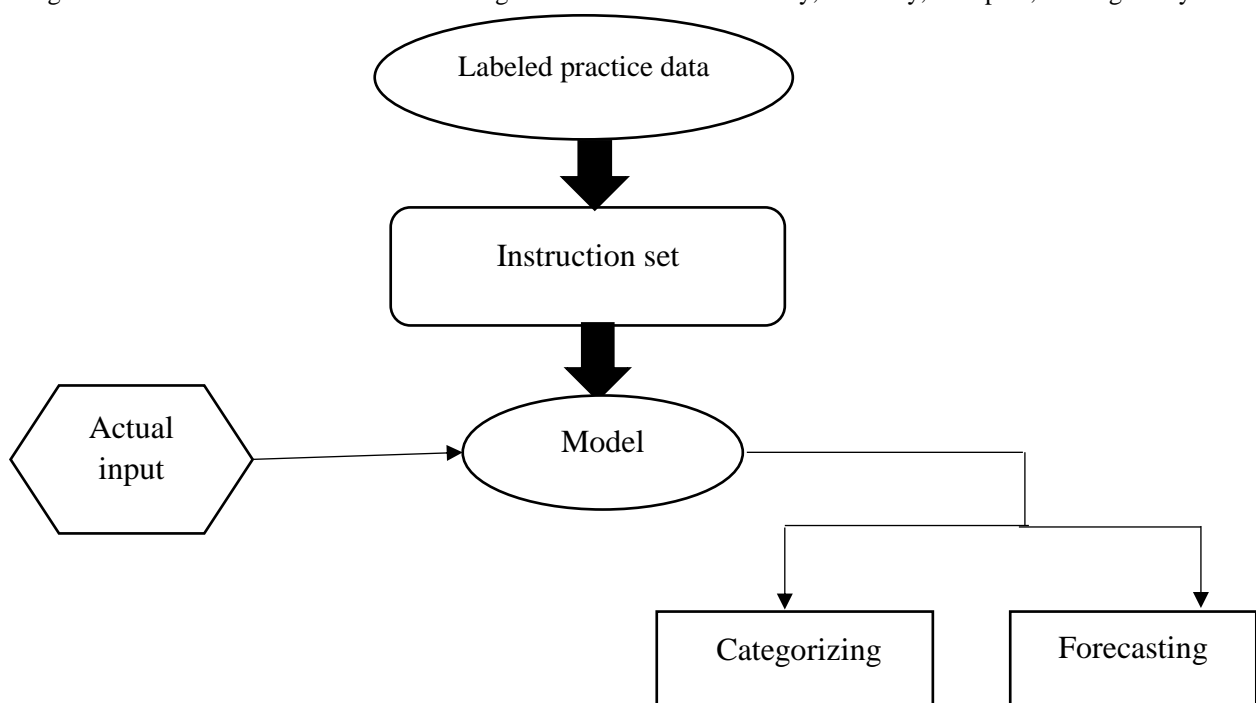 Labeled practice data
Instruction set
Actual
input
Model
Categorizing
Forecasting